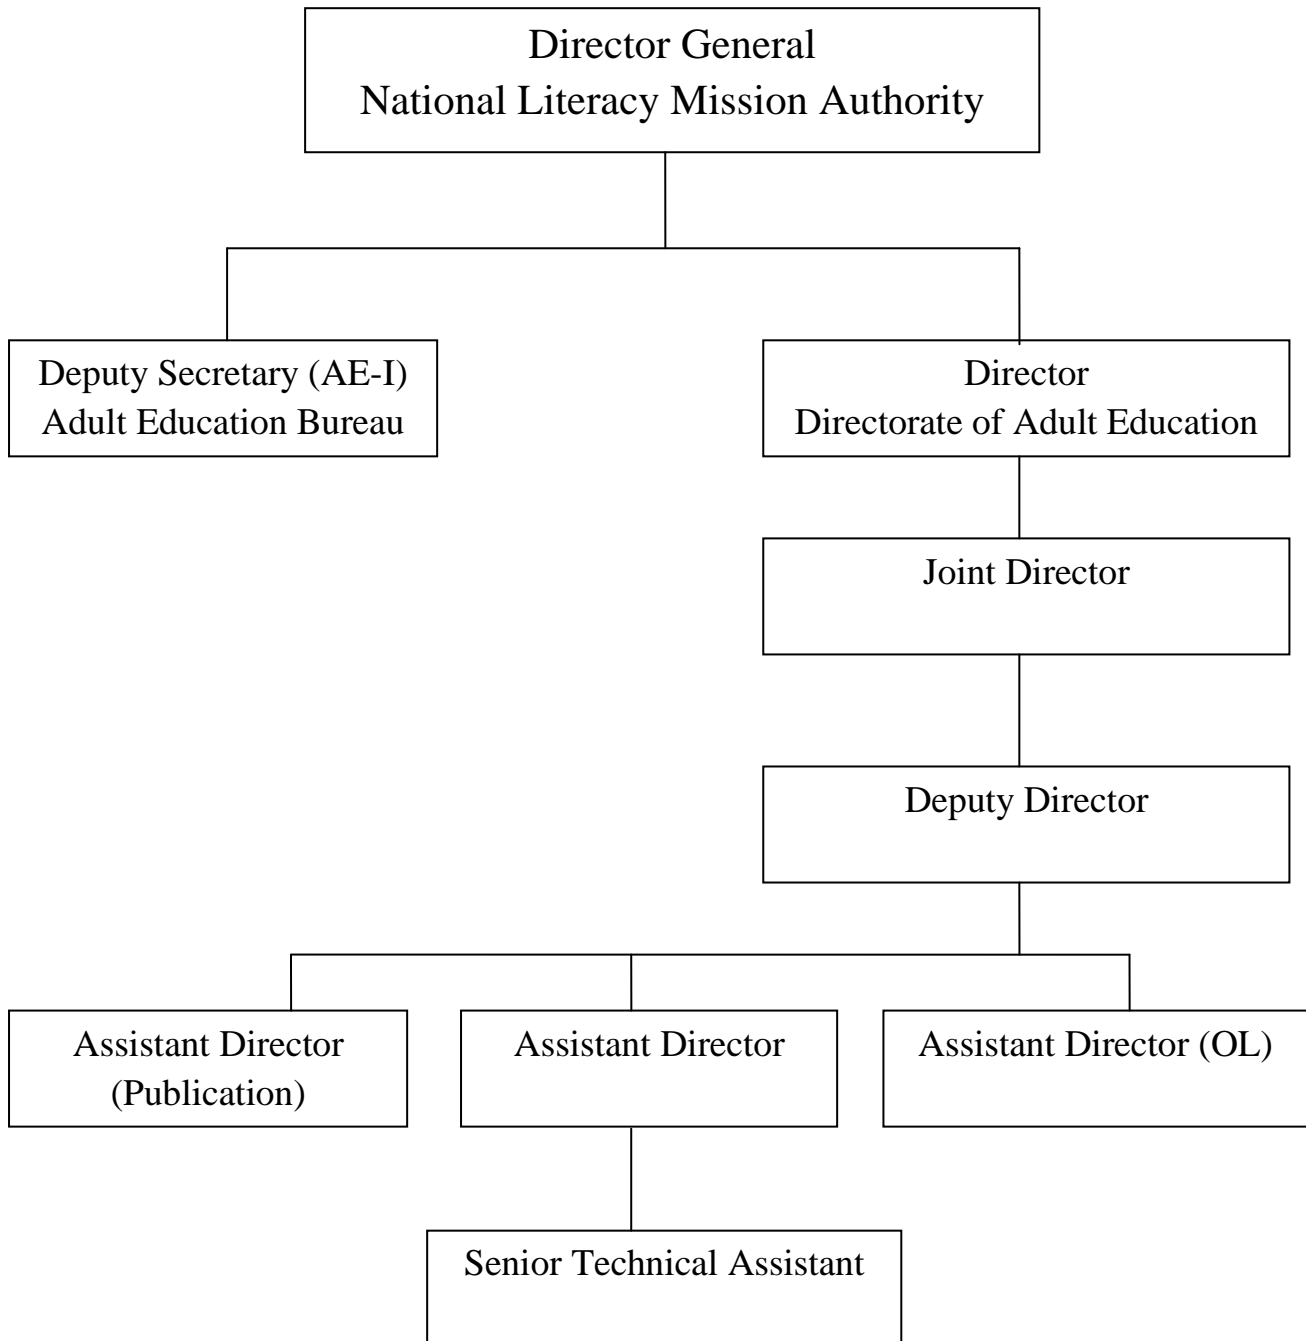 Director General
National Literacy Mission Authority
Deputy Secretary (AE-I)
Adult Education Bureau
Director
Directorate of Adult Education
Joint Director
Deputy Director
Assistant Director
(Publication)
Assistant Director
Assistant Director (OL)
Senior Technical Assistant